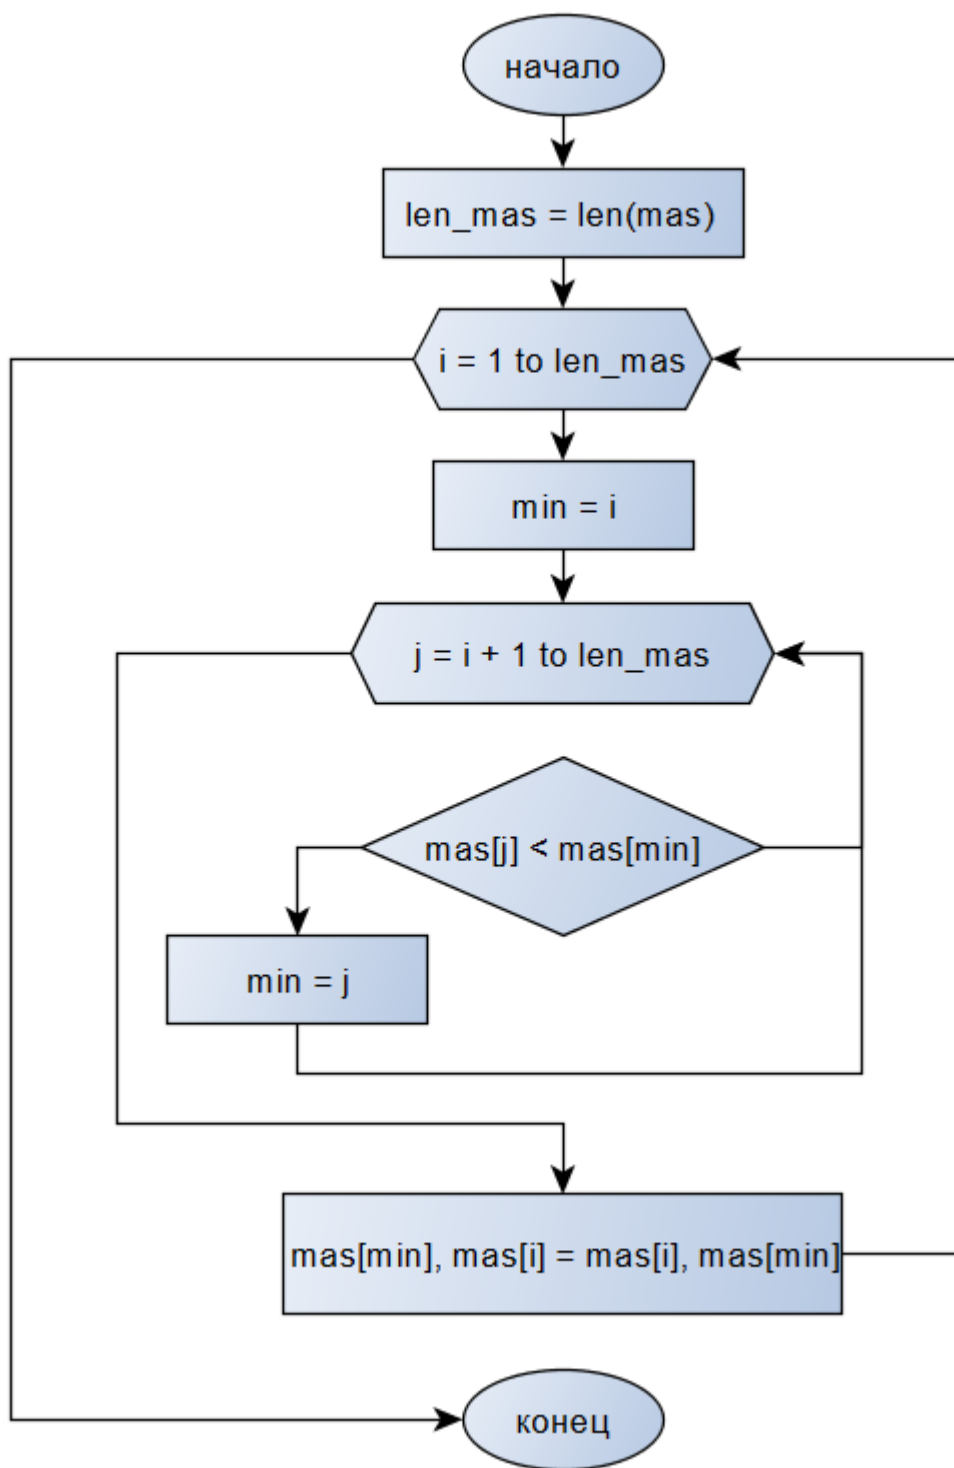 начало
len_mas = len(mas)
i = 1 to len_mas
min = i
j = i + 1 to len_mas
mas[j] < mas[min]
min = j
mas[min], mas[i] = mas[i], mas[min]
конец